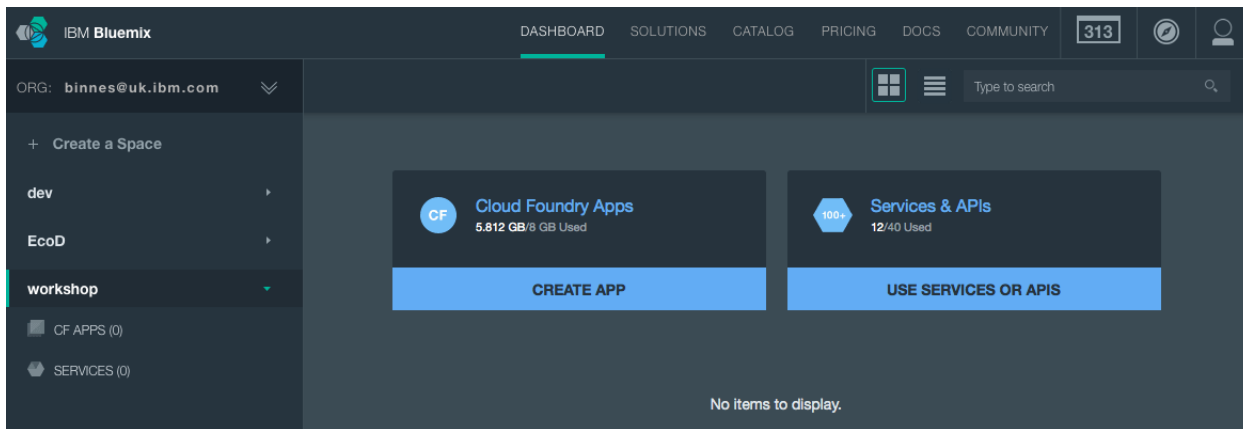 IBM Bluemix
DASHBOARD SOLUTIONS CATALOG PRICING DOCS COMMUNITY 313
ORG: binnes@uk.ibm.com
Type to search
+ Create a Space
dev
EcoD
workshop
CF APPS (0)
SERVICES (0)
CF
Cloud Foundry Apps
5.812 GB/8 GB Used
CREATE APP
100+
Services & APIs
12/40 Used
USE SERVICES OR APIS
No items to display.